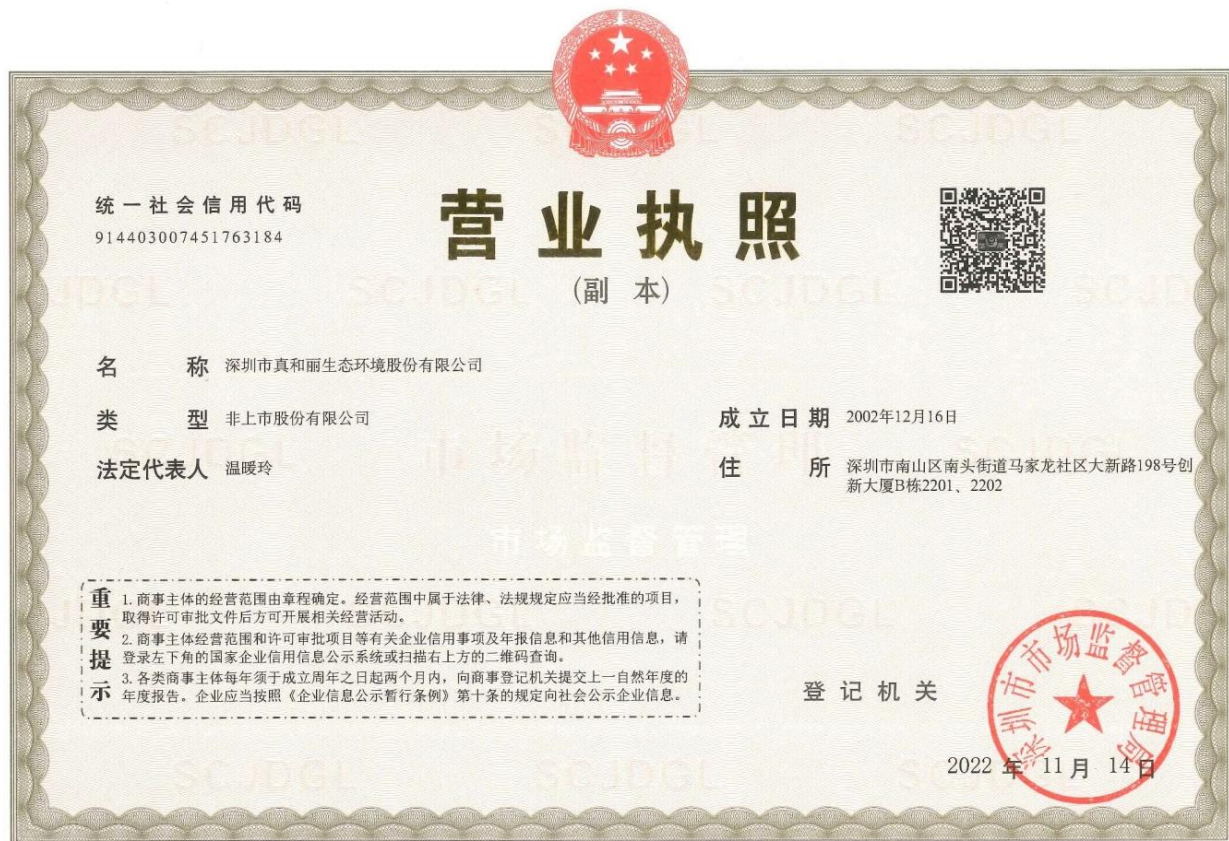 统一社会信用代码
914403007451763184
营业执照
(副 本)
名 称 深圳市真和丽生态环境股份有限公司
类 型 非上市股份有限公司
成立日期 2002年12月16日
法定代表人 温暖玲
住 所 深圳市南山区南头街道马家龙社区大新路198号创
新大厦B栋2201、2202
市场监督管理
重要提示
1. 商事主体的经营范围由章程确定。经营范围中属于法律、法规规定应当经批准的项目，
取得许可审批文件后方可开展相关经营活动。
2. 商事主体经营范围和许可审批项目等有关企业信用事项及年报信息和其他信用信息，请
登录左下角的国家企业信用信息公示系统或扫描右上方的二维码查询。
3. 各类商事主体每年须于成立周年之日起两个月内，向商事登记机关提交上一自然年度的
年度报告。企业应当按照《企业信息公示暂行条例》第十条的规定向社会公示企业信息。
登记机关
深圳市市场监督管理局
2022 年 11 月 14 日
SCJDGL